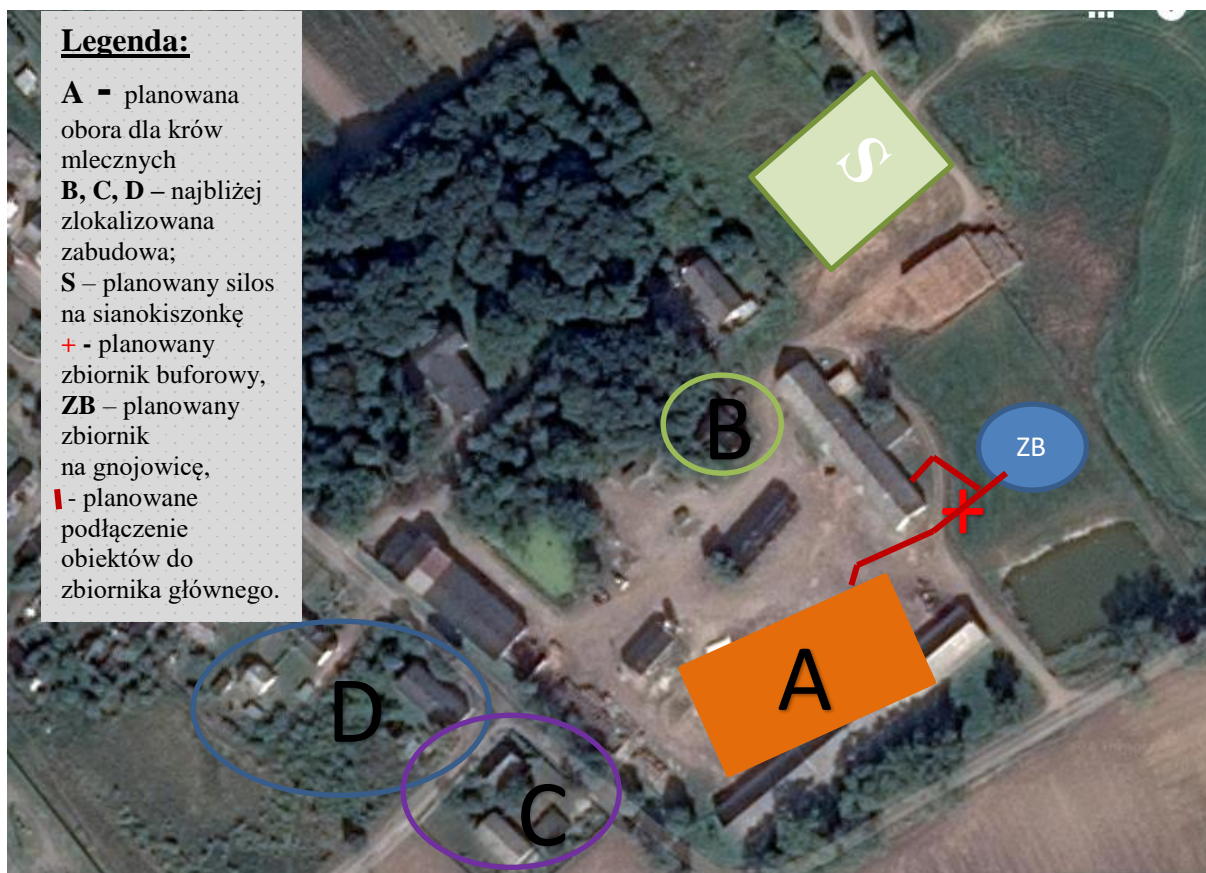 Legenda:
A - planowana
obora dla krów
mlecznych
B, C, D – najbliżej
zlokalizowana
zabudowa;
S – planowany silos
na sianokiszonkę
+ - planowany
zbiornik buforowy,
ZB – planowany
zbiornik
na gnojowicę,
- planowane
podłączenie
obiektów do
zbiornika głównego.
S
B
ZB
A
D
C